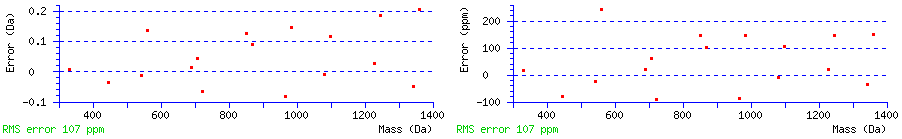 Error (Da)
0.2
0.1
0
-0.1
400 600 800 1000 1200 1400
RMS error 107 ppm Mass (Da)
Error (ppm)
200
100
0
-100
400 600 800 1000 1200 1400
RMS error 107 ppm Mass (Da)